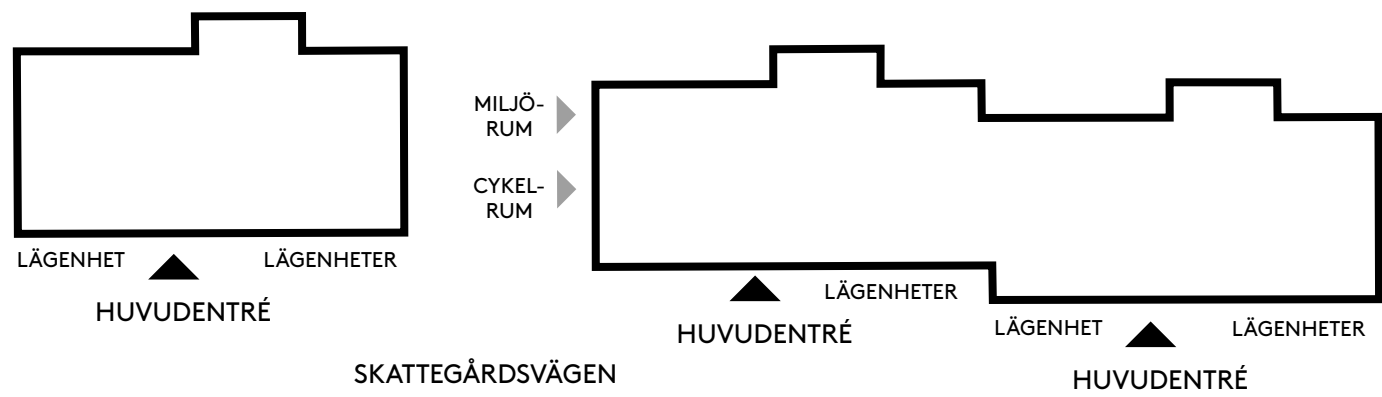 MILJÖ-
RUM
CYKEL-
RUM
LÄGENHET
LÄGENHETER
HUVUDENTRÉ
LÄGENHETER
HUVUDENTRÉ
LÄGENHET
LÄGENHETER
HUVUDENTRÉ
SKATTEGÅRDSVÄGEN